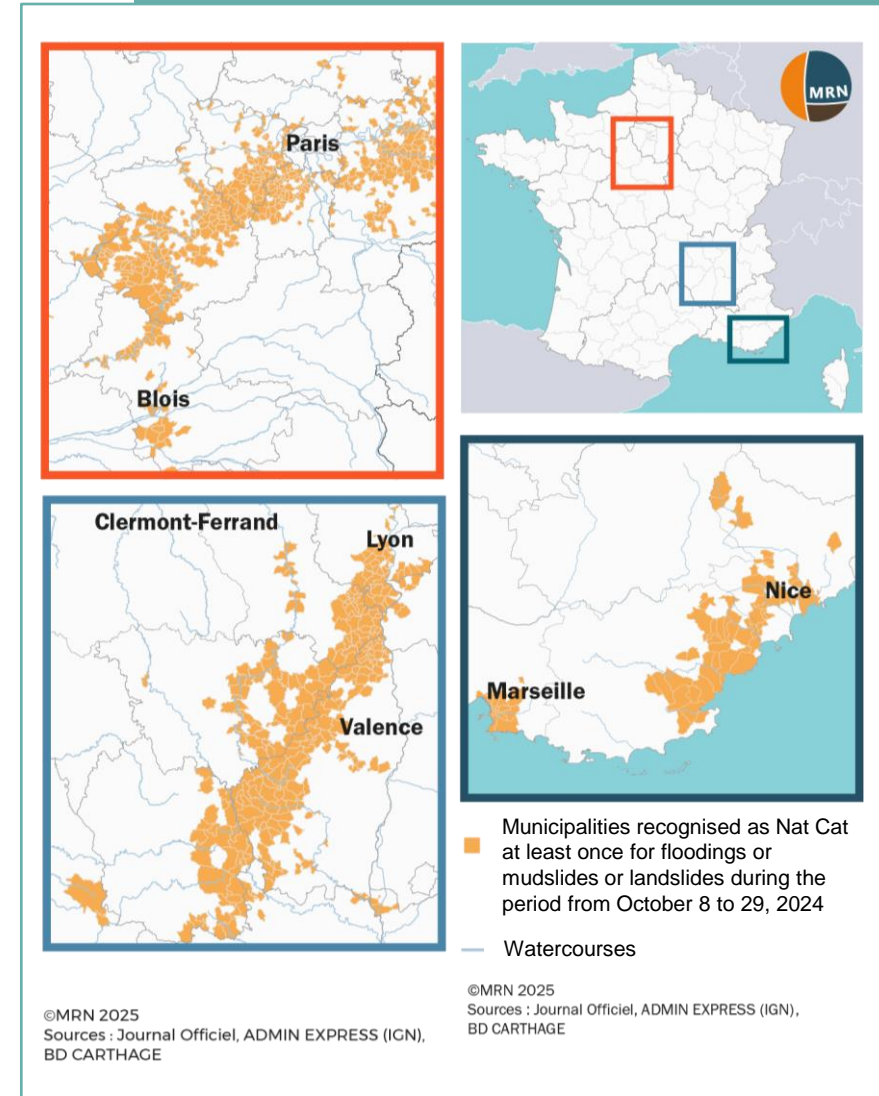 Paris
Blois
MRN
Clermont-Ferrand
Lyon
Valence
Nice
Marseille
Municipalities recognised as Nat Cat
at least once for floodings or
mudslides or landslides during the
period from October 8 to 29, 2024
Watercourses
©MRN 2025
Sources : Journal Officiel, ADMIN EXPRESS (IGN),
BD CARTHAGE
©MRN 2025
Sources : Journal Officiel, ADMIN EXPRESS (IGN),
BD CARTHAGE